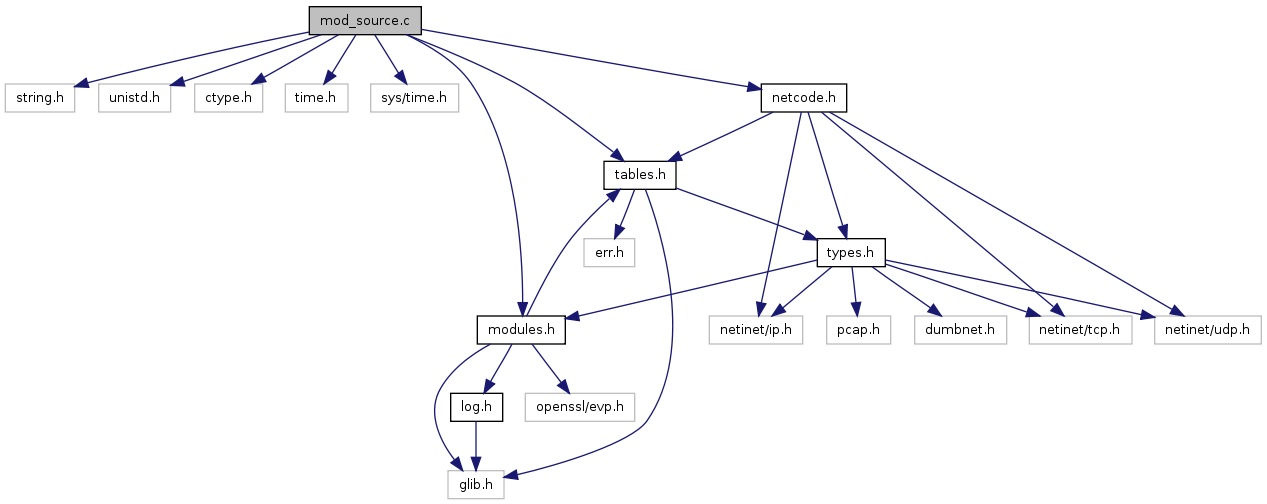 mod_source.c
string.h
unistd.h
ctype.h
time.h
sys/time.h
netcode.h
tables.h
err.h
types.h
modules.h
netinet/ip.h
pcap.h
dumbnet.h
netinet/tcp.h
netinet/udp.h
log.h
openssl/evp.h
glib.h